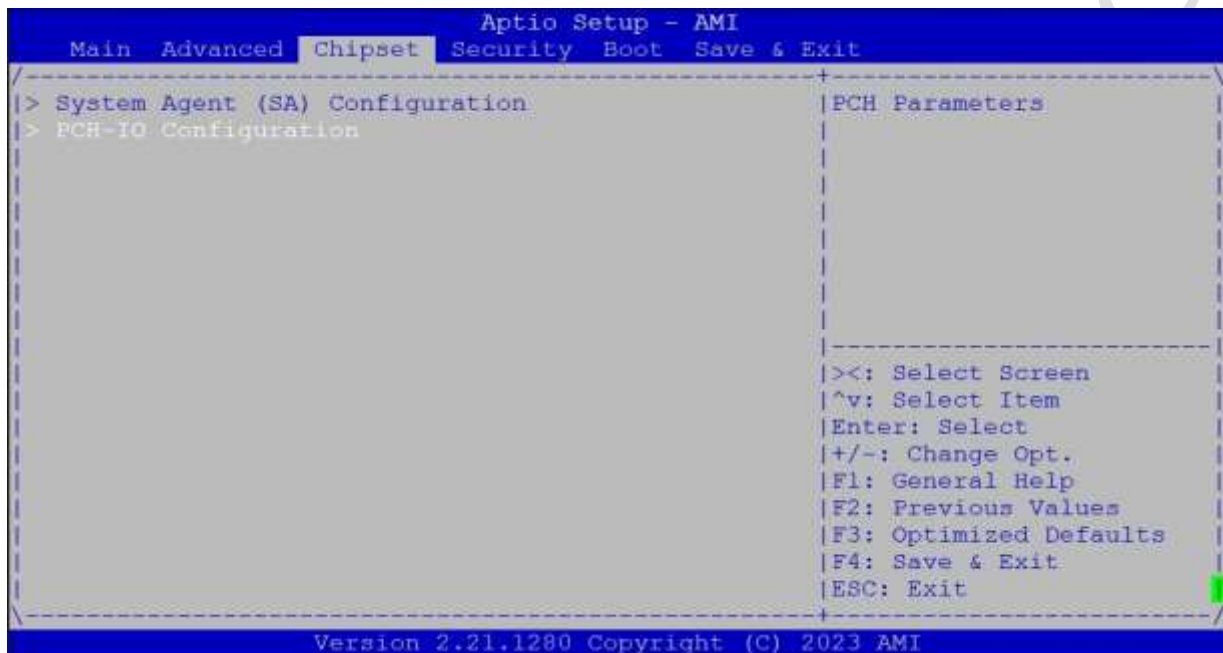 Aptio Setup - AMI
Main Advanced Chipset Security Boot Save & Exit
/----------------------------------------------------+-------------------------\
|> System Agent (SA) Configuration |PCH Parameters |
|> PCH-IO Configuration | |
|-------------------------|
|><: Select Screen |
|^v: Select Item |
|Enter: Select |
|+/-: Change Opt. |
|F1: General Help |
|F2: Previous Values |
|F3: Optimized Defaults |
|F4: Save & Exit |
|ESC: Exit |
\----------------------------------------------------+-------------------------/
Version 2.21.1280 Copyright (C) 2023 AMI